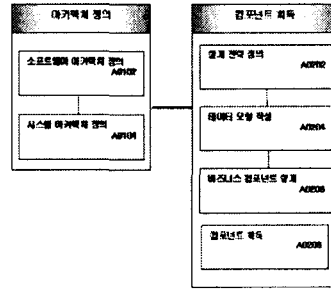 아키텍처 정의
소프트웨어 아키텍처 정의
A0102
시스템 아키텍처 정의
A0104
컴포넌트 획득
설계 전략 정의
A0202
데이터 모형 작성
A0204
비즈니스 컴포넌트 설계
A0206
컴포넌트 획득
A0208